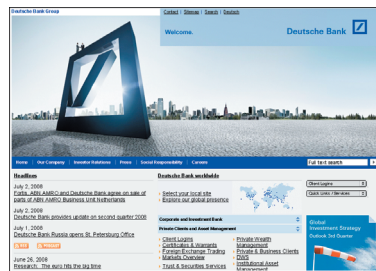 Deutsche Bank Group
Contact | Sitemap | Search | Deutsch
Welcome.
Deutsche Bank
Home | Our Company | Investor Relations | Press | Social Responsibility | Careers
Full text search
Headlines
July 2, 2008
Fortis, ABN AMRO and Deutsche Bank agree on sale of
parts of ABN AMRO Business Unit Netherlands
July 2, 2008
Deutsche Bank provides update on second quarter 2008
July 1, 2008
Deutsche Bank Russia opens St. Petersburg Office
June 26, 2008
Research: The euro hits the big time
Deutsche Bank worldwide
Select your local site
Explore our global presence
Corporate and Investment Bank
Private Clients and Asset Management
Client Logins
Certificates & Warrants
Foreign Exchange Trading
Markets Overview
Trust & Securities Services
Private Wealth
Management
Private & Business Clients
DWS
Institutional Asset
Management
Client Logins
Quick Links / Services
Global
Investment Strategy
Outlook 3rd Quarter